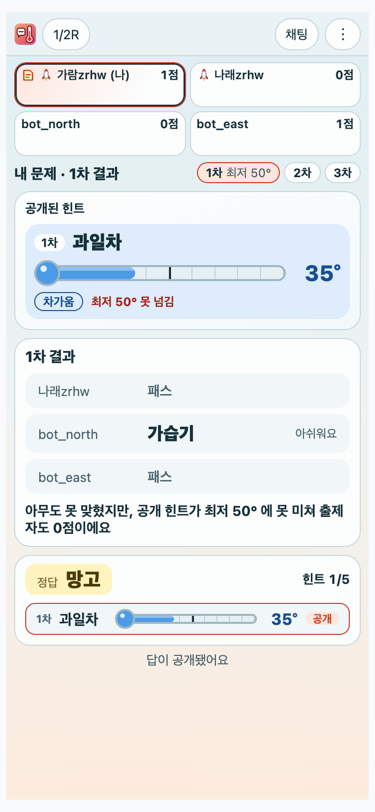 1/2R
채팅
가람zrhw (나) 1점
나래zrhw 0점
bot_north 0점
bot_east 1점
내 문제 · 1차 결과
1차 최저 50°
2차
3차
공개된 힌트
1차 과일차
35°
차가움 최저 50° 못 넘김
1차 결과
나래zrhw 패스
bot_north 가습기 아쉬워요
bot_east 패스
아무도 못 맞혔지만, 공개 힌트가 최저 50° 에 못 미쳐 출제
자도 0점이에요
정답 망고 힌트 1/5
1차 과일차 35° 공개
답이 공개됐어요